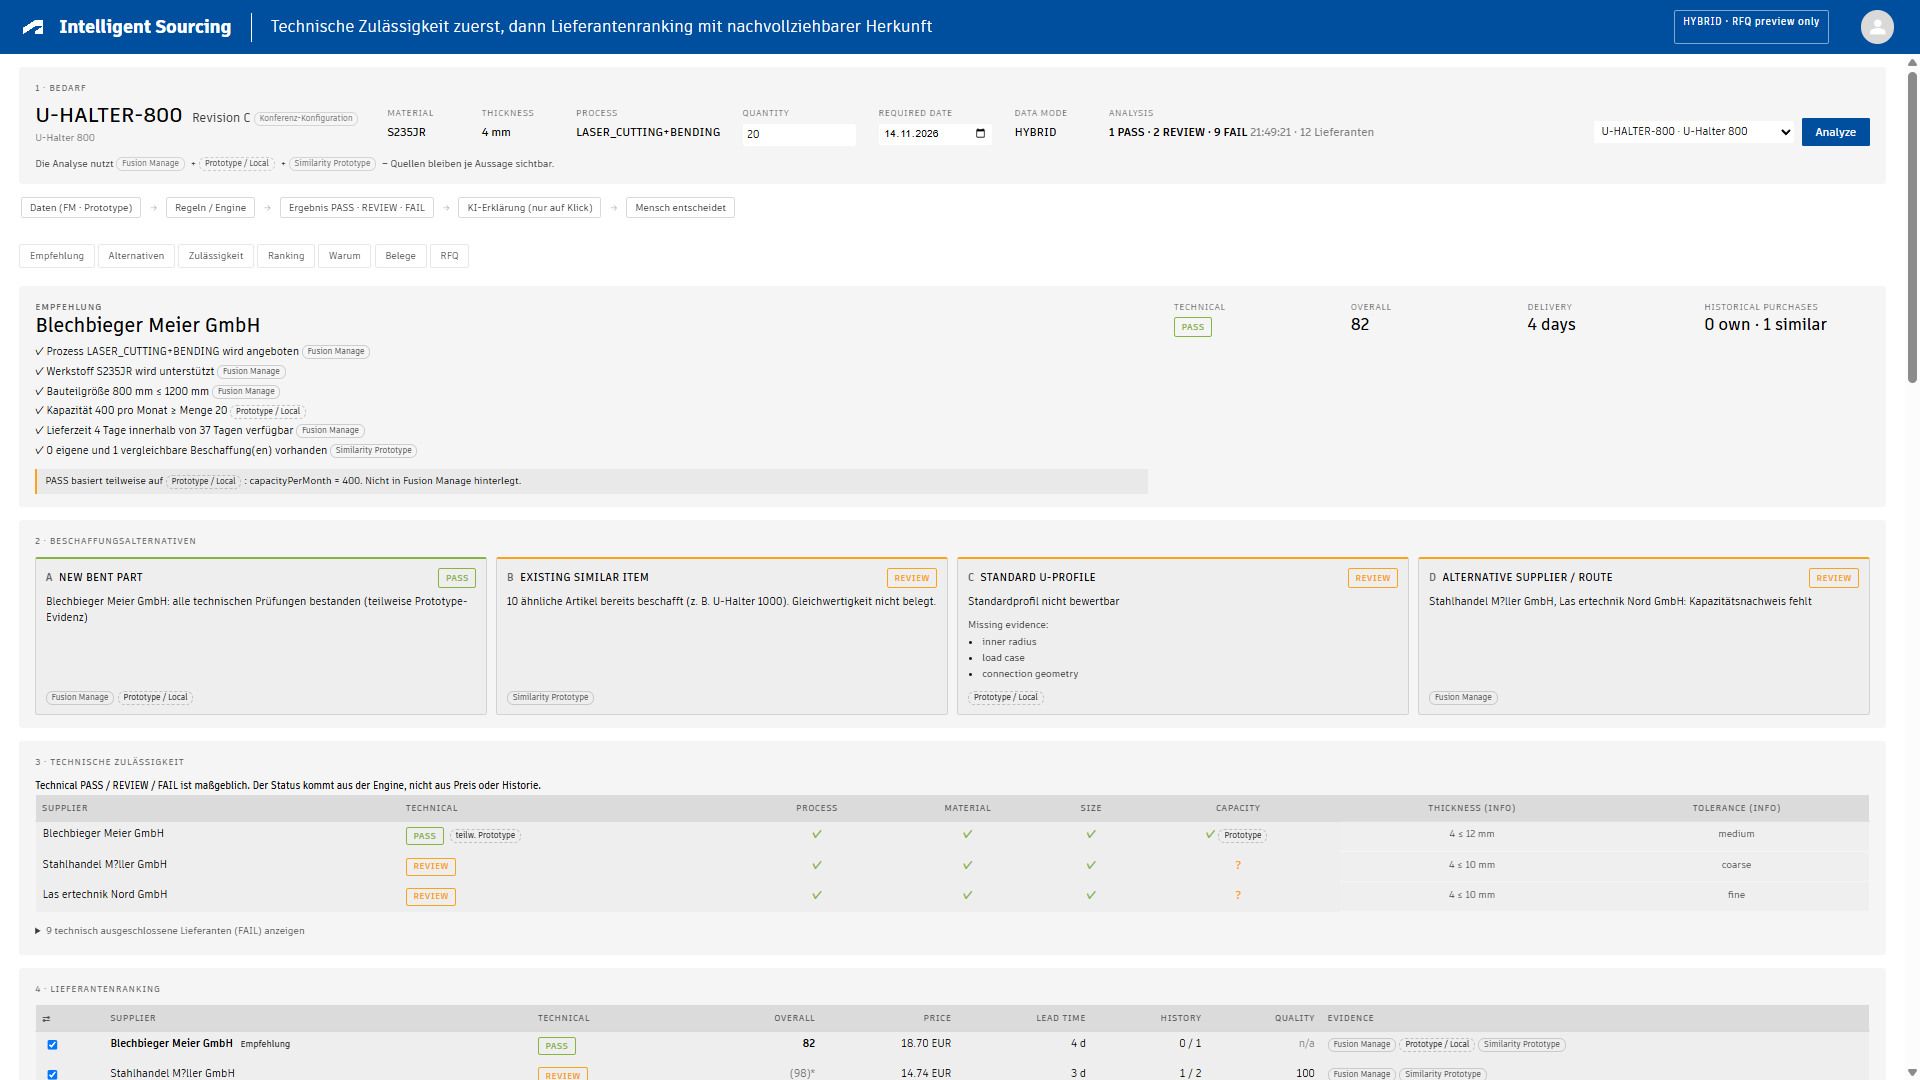 Intelligent Sourcing
Technische Zulässigkeit zuerst, dann Lieferantenranking mit nachvollziehbarer Herkunft
HYBRID · RFQ preview only
1 · BEDARF
U-HALTER-800 Revision C Konferenz-Konfiguration
U-Halter 800
MATERIAL
S235JR
THICKNESS
4 mm
PROCESS
LASER_CUTTING+BENDING
QUANTITY
20
REQUIRED DATE
14.11.2026
DATA MODE
HYBRID
ANALYSIS
1 PASS · 2 REVIEW · 9 FAIL 21:49:21 · 12 Lieferanten
U-HALTER-800 · U-Halter 800
Analyze
Die Analyse nutzt Fusion Manage + Prototype / Local + Similarity Prototype – Quellen bleiben je Aussage sichtbar.
Daten (FM · Prototype) → Regeln / Engine → Ergebnis PASS · REVIEW · FAIL → KI-Erklärung (nur auf Klick) → Mensch entscheidet
Empfehlung Alternativen Zulässigkeit Ranking Warum Belege RFQ
EMPFEHLUNG
Blechbieger Meier GmbH
✓ Prozess LASER_CUTTING+BENDING wird angeboten Fusion Manage
✓ Werkstoff S235JR wird unterstützt Fusion Manage
✓ Bauteilgröße 800 mm ≤ 1200 mm Fusion Manage
✓ Kapazität 400 pro Monat ≥ Menge 20 Prototype / Local
✓ Lieferzeit 4 Tage innerhalb von 37 Tagen verfügbar Fusion Manage
✓ 0 eigene und 1 vergleichbare Beschaffung(en) vorhanden Similarity Prototype
PASS basiert teilweise auf Prototype / Local : capacityPerMonth = 400. Nicht in Fusion Manage hinterlegt.
TECHNICAL
PASS
OVERALL
82
DELIVERY
4 days
HISTORICAL PURCHASES
0 own · 1 similar
2 · BESCHAFFUNGSALTERNATIVEN
A NEW BENT PART PASS
Blechbieger Meier GmbH: alle technischen Prüfungen bestanden (teilweise Prototype-
Evidenz)
Fusion Manage Prototype / Local
B EXISTING SIMILAR ITEM REVIEW
10 ähnliche Artikel bereits beschafft (z. B. U-Halter 1000). Gleichwertigkeit nicht belegt.
Similarity Prototype
C STANDARD U-PROFILE REVIEW
Standardprofil nicht bewertbar
Missing evidence:
• inner radius
• load case
• connection geometry
Prototype / Local
D ALTERNATIVE SUPPLIER / ROUTE REVIEW
Stahlhandel M?ller GmbH, Las ertechnik Nord GmbH: Kapazitätsnachweis fehlt
Fusion Manage
3 · TECHNISCHE ZULÄSSIGKEIT
Technical PASS / REVIEW / FAIL ist maßgeblich. Der Status kommt aus der Engine, nicht aus Preis oder Historie.
SUPPLIER TECHNICAL PROCESS MATERIAL SIZE CAPACITY THICKNESS (INFO) TOLERANCE (INFO)
Blechbieger Meier GmbH PASS teilw. Prototype ✓ ✓ ✓ ✓ Prototype 4 ≤ 12 mm medium
Stahlhandel M?ller GmbH REVIEW ✓ ✓ ✓ ? 4 ≤ 10 mm coarse
Las ertechnik Nord GmbH REVIEW ✓ ✓ ✓ ? 4 ≤ 10 mm fine
▶ 9 technisch ausgeschlossene Lieferanten (FAIL) anzeigen
4 · LIEFERANTENRANKING
⇄ SUPPLIER TECHNICAL OVERALL PRICE LEAD TIME HISTORY QUALITY EVIDENCE
Blechbieger Meier GmbH Empfehlung PASS 82 18.70 EUR 4 d 0 / 1 n/a Fusion Manage Prototype / Local Similarity Prototype
Stahlhandel M?ller GmbH REVIEW (98)* 14.74 EUR 3 d 1 / 2 100 Fusion Manage Similarity Prototype